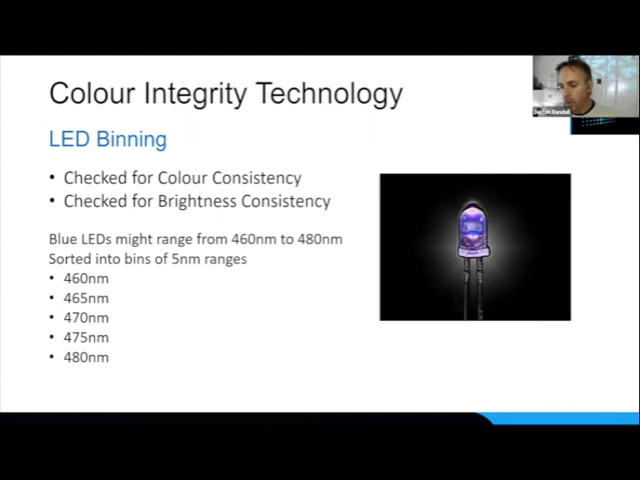 Colour Integrity Technology
LED Binning
• Checked for Colour Consistency
• Checked for Brightness Consistency
Blue LEDs might range from 460nm to 480nm
Sorted into bins of 5nm ranges
• 460nm
• 465nm
• 470nm
• 475nm
• 480nm
Randall